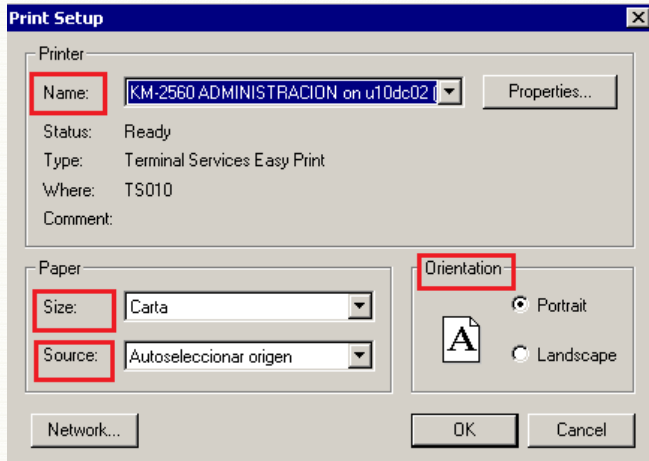 Print Setup
Printer
Name: KM-2560 ADMINISTRACION on u10dc02 (
Properties...
Status: Ready
Type: Terminal Services Easy Print
Where: TS010
Comment:
Paper
Size: Carta
Source: Autoseleccionar origen
Orientation
A
Portrait
Landscape
Network...
OK
Cancel